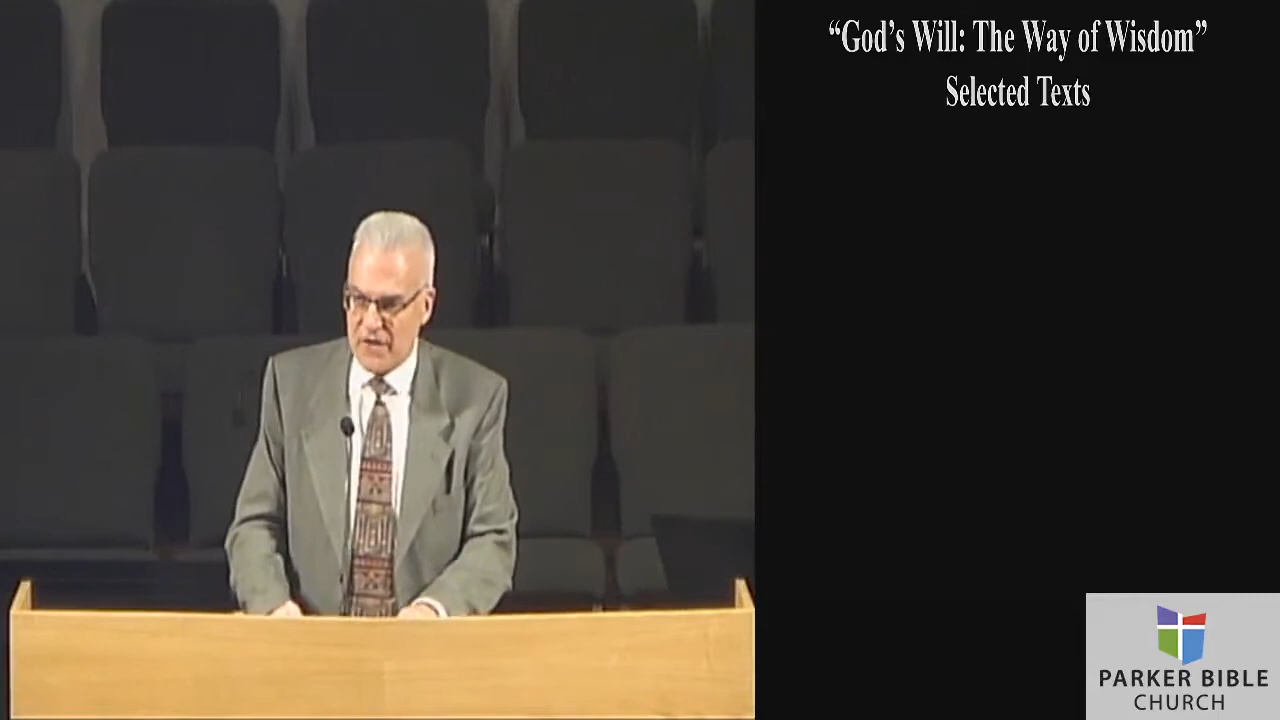 “God’s Will: The Way of Wisdom”
Selected Texts
PARKER BIBLE
CHURCH